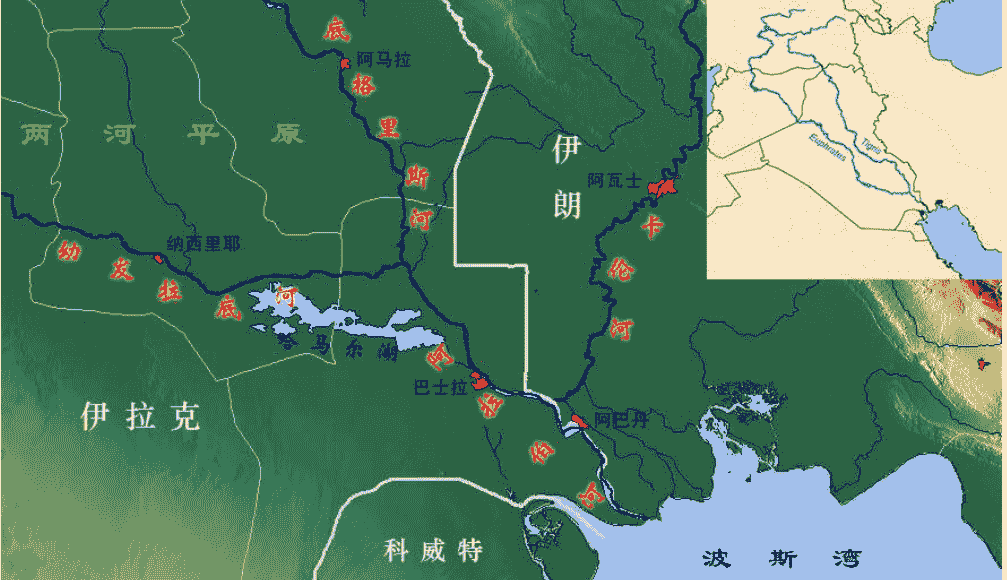 底格里斯河
阿马拉
两河平原
伊朗
阿瓦士
卡伦河
纳西里耶
幼发拉底河
哈马尔湖
阿拉伯河
巴士拉
伊拉克
阿巴丹
科威特
波斯湾
Tigris
Euphrates